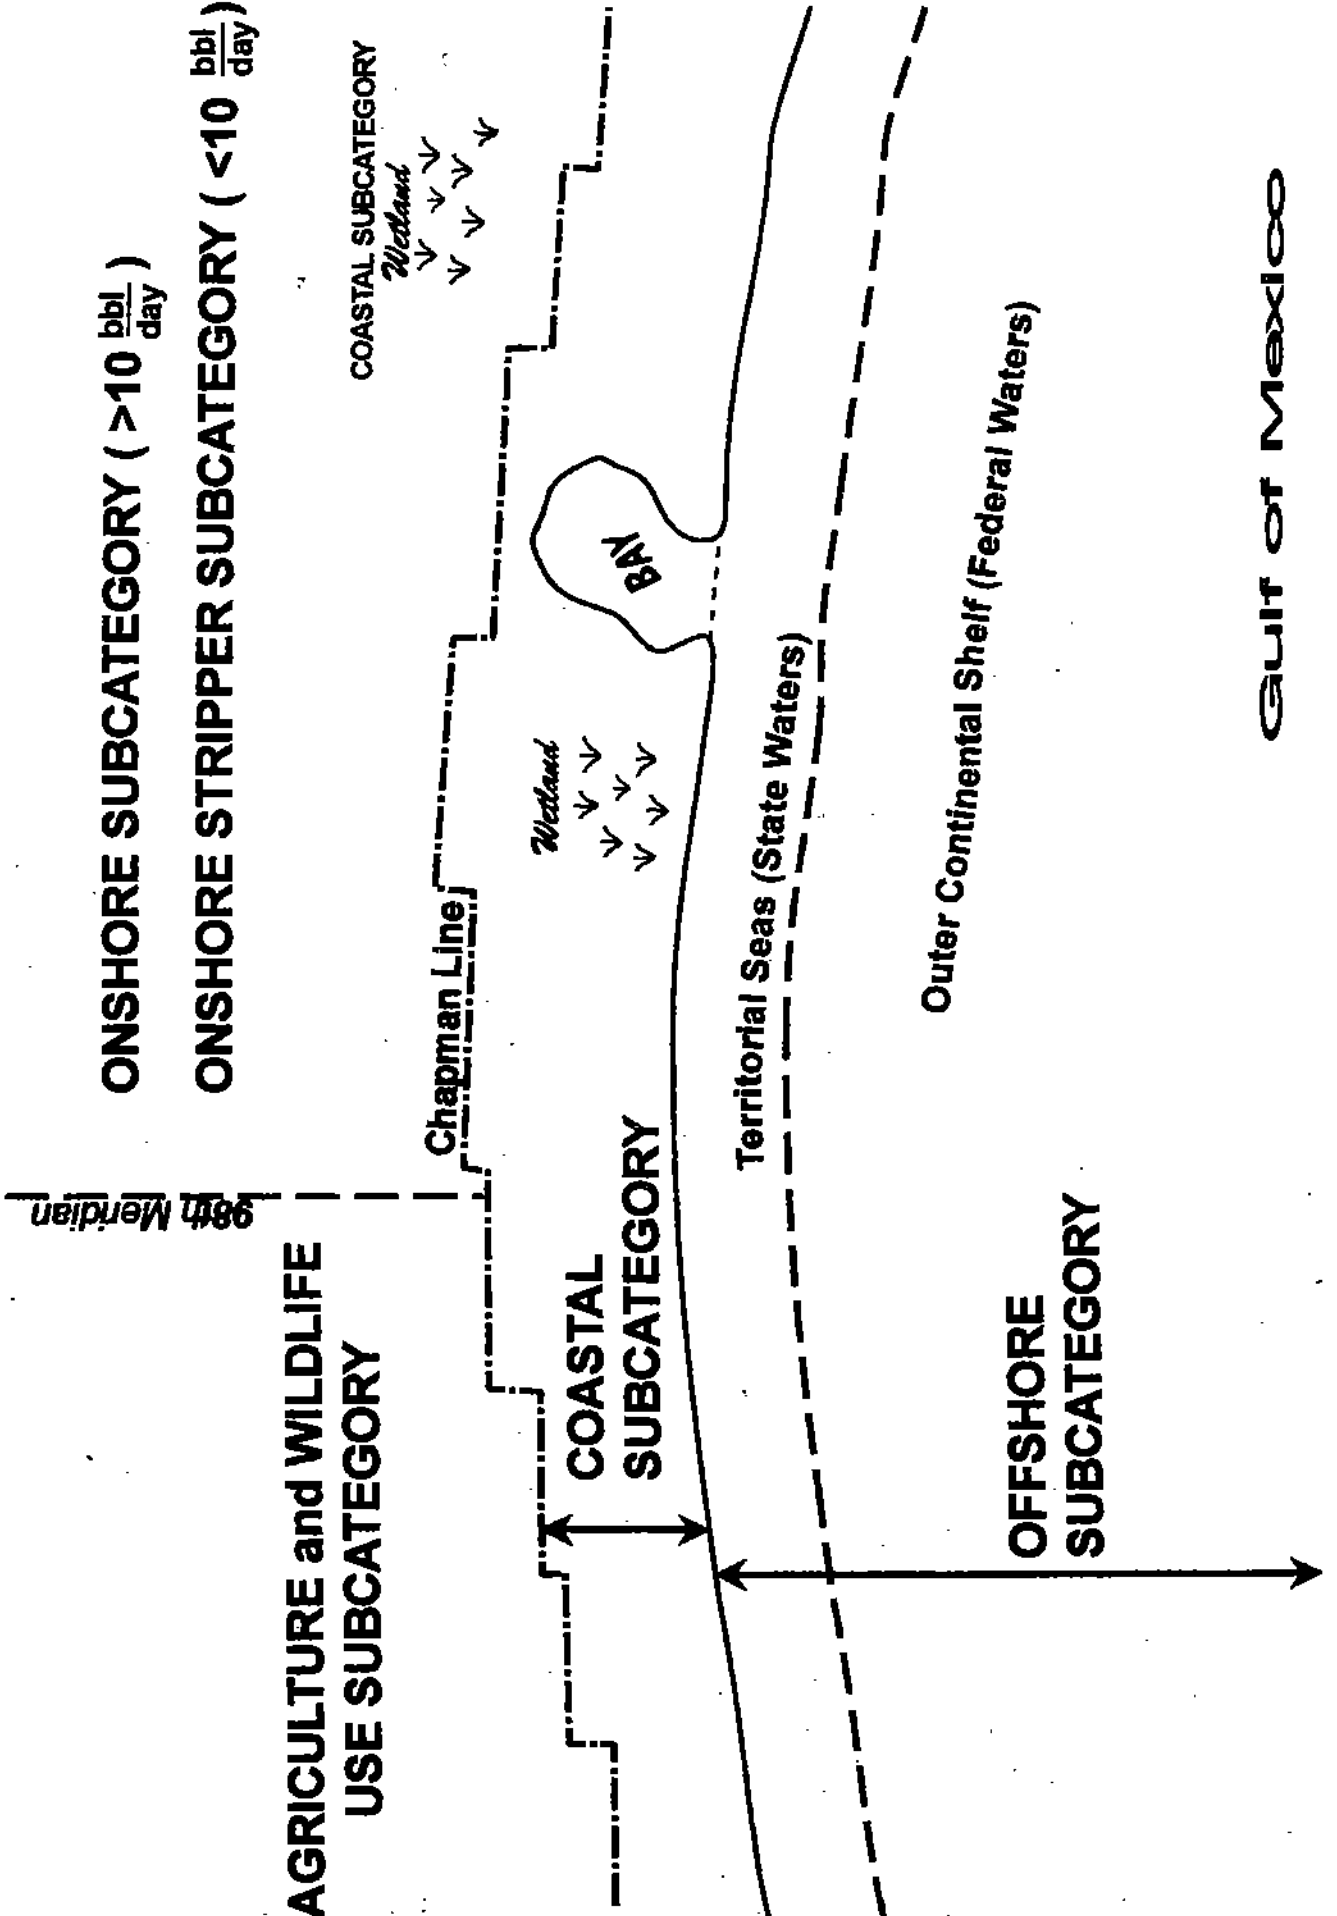 ONSHORE SUBCATEGORY ( >10 bbl/day )
ONSHORE STRIPPER SUBCATEGORY ( <10 bbl/day )
98th Meridian
AGRICULTURE and WILDLIFE
USE SUBCATEGORY
COASTAL SUBCATEGORY
Wetland
Chapman Line
Wetland
BAY
COASTAL
SUBCATEGORY
Territorial Seas (State Waters)
Outer Continental Shelf (Federal Waters)
OFFSHORE
SUBCATEGORY
Gulf of Mexico